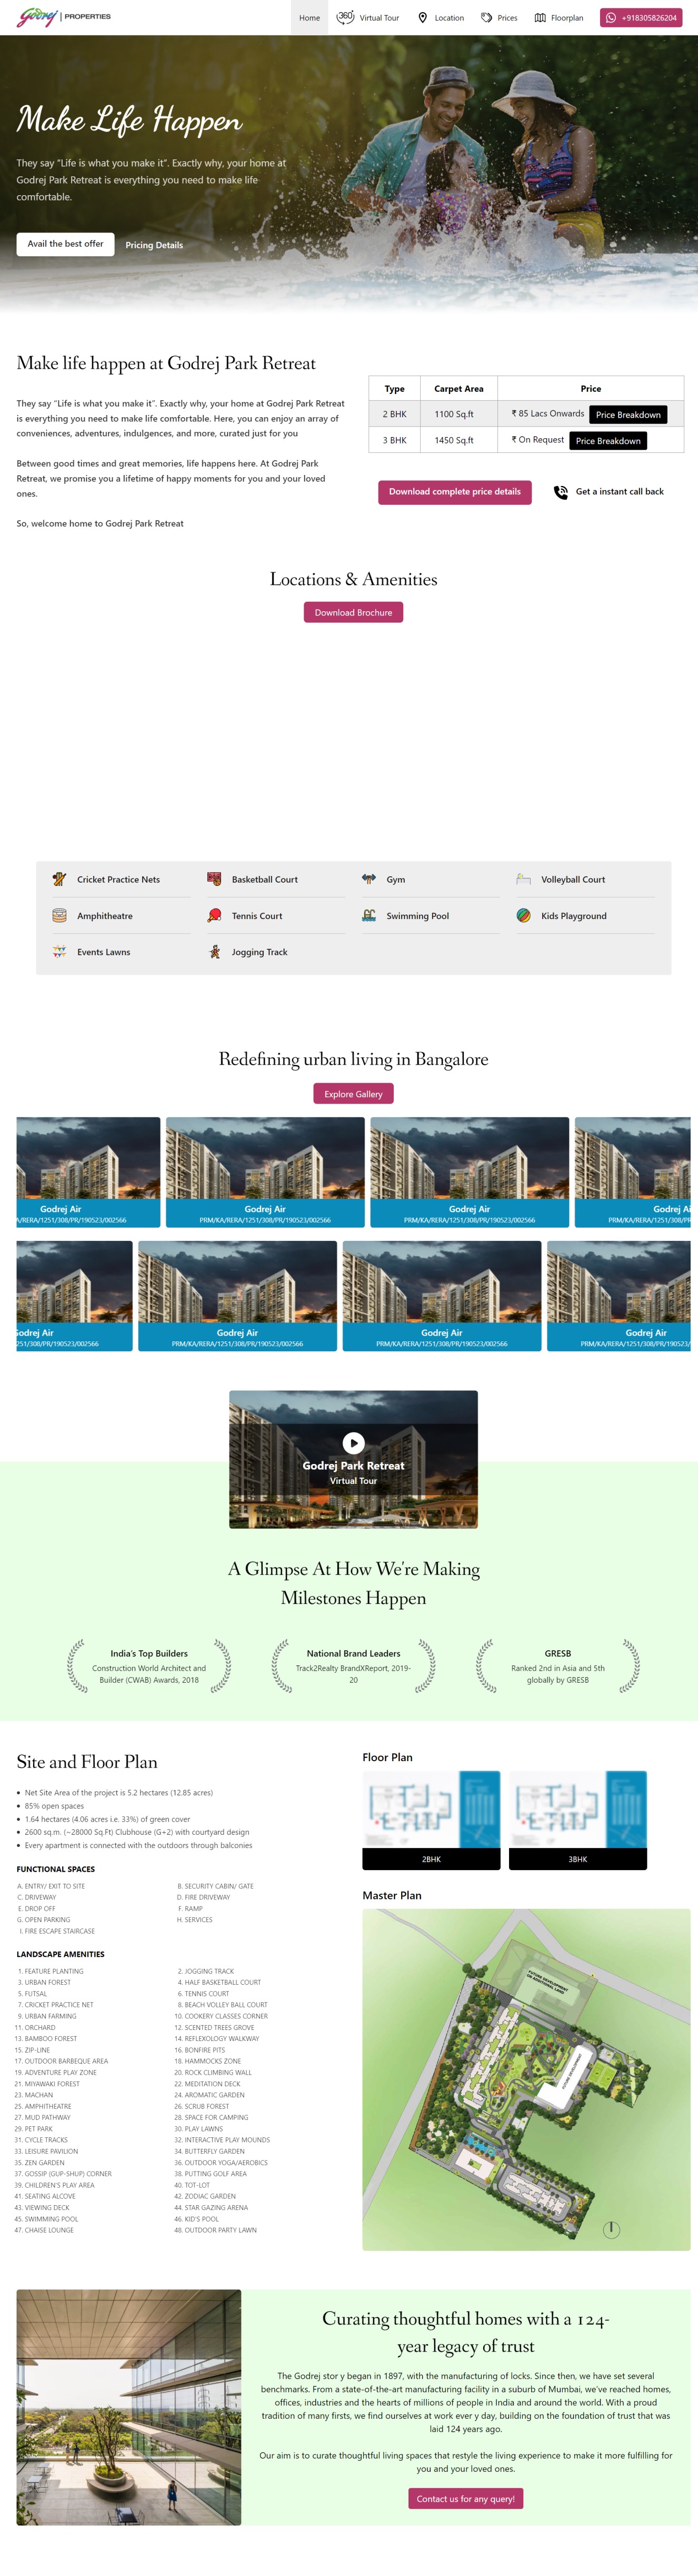 Godrej | PROPERTIES
Home
Virtual Tour
Location
Prices
Floorplan
+918305826204
Make Life Happen
They say "Life is what you make it". Exactly why, your home at
Godrej Park Retreat is everything you need to make life
comfortable.
Avail the best offer
Pricing Details
Make life happen at Godrej Park Retreat
They say "Life is what you make it". Exactly why, your home at Godrej Park Retreat
is everything you need to make life comfortable. Here, you can enjoy an array of
conveniences, adventures, indulgences, and more, curated just for you
Between good times and great memories, life happens here. At Godrej Park
Retreat, we promise you a lifetime of happy moments for you and your loved
ones.
So, welcome home to Godrej Park Retreat
Type Carpet Area Price
2 BHK 1100 Sq.ft ₹ 85 Lacs Onwards Price Breakdown
3 BHK 1450 Sq.ft ₹ On Request Price Breakdown
Download complete price details
Get a instant call back
Locations & Amenities
Download Brochure
Cricket Practice Nets
Basketball Court
Gym
Volleyball Court
Amphitheatre
Tennis Court
Swimming Pool
Kids Playground
Events Lawns
Jogging Track
Redefining urban living in Bangalore
Explore Gallery
Godrej Air
A/RERA/1251/308/PR/190523/002566
Godrej Air
PRM/KA/RERA/1251/308/PR/190523/002566
Godrej Air
PRM/KA/RERA/1251/308/PR/190523/002566
Godrej Ai
PRM/KA/RERA/1251/308/PR
Godrej Air
251/308/PR/190523/002566
Godrej Air
PRM/KA/RERA/1251/308/PR/190523/002566
Godrej Air
PRM/KA/RERA/1251/308/PR/190523/002566
Godrej Air
PRM/KA/RERA/1251/308/PR/190523/
Godrej Park Retreat
Virtual Tour
A Glimpse At How We're Making
Milestones Happen
India's Top Builders
Construction World Architect and
Builder (CWAB) Awards, 2018
National Brand Leaders
Track2Realty BrandXReport, 2019-
20
GRESB
Ranked 2nd in Asia and 5th
globally by GRESB
Site and Floor Plan
Net Site Area of the project is 5.2 hectares (12.85 acres)
85% open spaces
1.64 hectares (4.06 acres i.e. 33%) of green cover
2600 sq.m. (~28000 Sq.Ft) Clubhouse (G+2) with courtyard design
Every apartment is connected with the outdoors through balconies
FUNCTIONAL SPACES
A. ENTRY/ EXIT TO SITE
B. SECURITY CABIN/ GATE
C. DRIVEWAY
D. FIRE DRIVEWAY
E. DROP OFF
F. RAMP
G. OPEN PARKING
H. SERVICES
I. FIRE ESCAPE STAIRCASE
LANDSCAPE AMENITIES
1. FEATURE PLANTING
2. JOGGING TRACK
3. URBAN FOREST
4. HALF BASKETBALL COURT
5. FUTSAL
6. TENNIS COURT
7. CRICKET PRACTICE NET
8. BEACH VOLLEY BALL COURT
9. URBAN FARMING
10. COOKERY CLASSES CORNER
11. ORCHARD
12. SCENTED TREES GROVE
13. BAMBOO FOREST
14. REFLEXOLOGY WALKWAY
15. ZIP-LINE
16. BONFIRE PITS
17. OUTDOOR BARBEQUE AREA
18. HAMMOCKS ZONE
19. ADVENTURE PLAY ZONE
20. ROCK CLIMBING WALL
21. MIYAWAKI FOREST
22. MEDITATION DECK
23. MACHAN
24. AROMATIC GARDEN
25. AMPHITHEATRE
26. SCRUB FOREST
27. MUD PATHWAY
28. SPACE FOR CAMPING
29. PET PARK
30. PLAY LAWNS
31. CYCLE TRACKS
32. INTERACTIVE PLAY MOUNDS
33. LEISURE PAVILION
34. BUTTERFLY GARDEN
35. ZEN GARDEN
36. OUTDOOR YOGA/AEROBICS
37. GOSSIP (GUP-SHUP) CORNER
38. PUTTING GOLF AREA
39. CHILDREN'S PLAY AREA
40. TOT-LOT
41. SEATING ALCOVE
42. ZODIAC GARDEN
43. VIEWING DECK
44. STAR GAZING ARENA
45. SWIMMING POOL
46. KID'S POOL
47. CHAISE LOUNGE
48. OUTDOOR PARTY LAWN
Floor Plan
2BHK
3BHK
Master Plan
FUTURE DEVELOPMENT
ON ADDITIONAL LAND
FUTURE DEVELOPMENT
Curating thoughtful homes with a 124-
year legacy of trust
The Godrej stor y began in 1897, with the manufacturing of locks. Since then, we have set several
benchmarks. From a state-of-the-art manufacturing facility in a suburb of Mumbai, we've reached homes,
offices, industries and the hearts of millions of people in India and around the world. With a proud
tradition of many firsts, we find ourselves at work ever y day, building on the foundation of trust that was
laid 124 years ago.
Our aim is to curate thoughtful living spaces that restyle the living experience to make it more fulfilling for
you and your loved ones.
Contact us for any query!